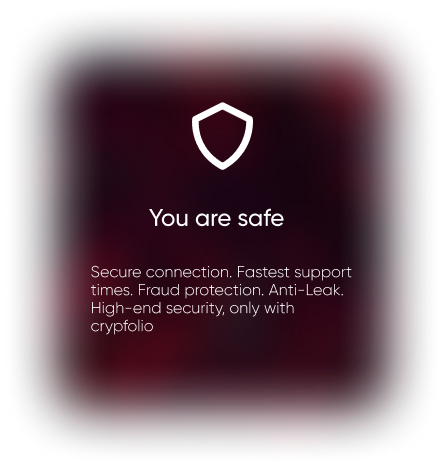 You are safe
Secure connection. Fastest support
times. Fraud protection. Anti-Leak.
High-end security, only with
crypfolio